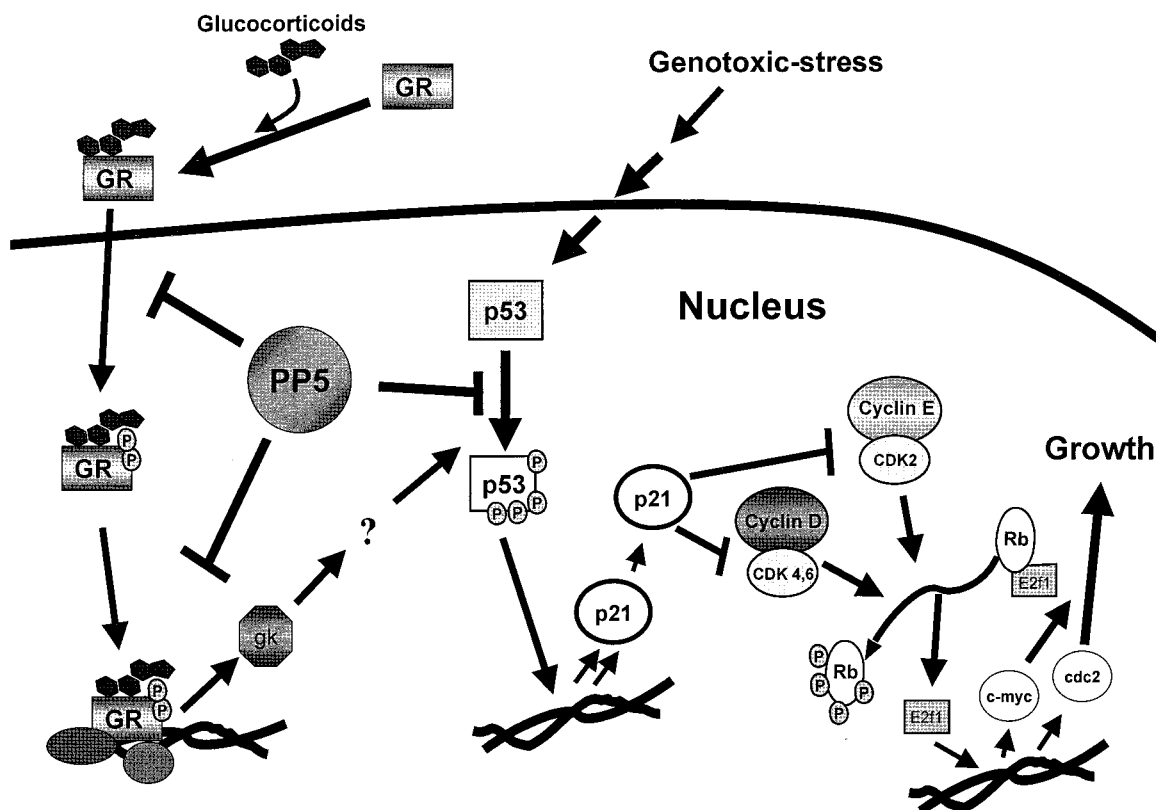 Glucocorticoids
GR
Genotoxic-stress
GR
p53
Nucleus
PP5
Cyclin E
CDK2
Growth
P
GR
P
P
p53
P
P
P
p21
Cyclin D
CDK 4,6
Rb
E2f1
?
gk
p21
P
P
GR
P
Rb
P
P
P
E2f1
c-myc
cdc2